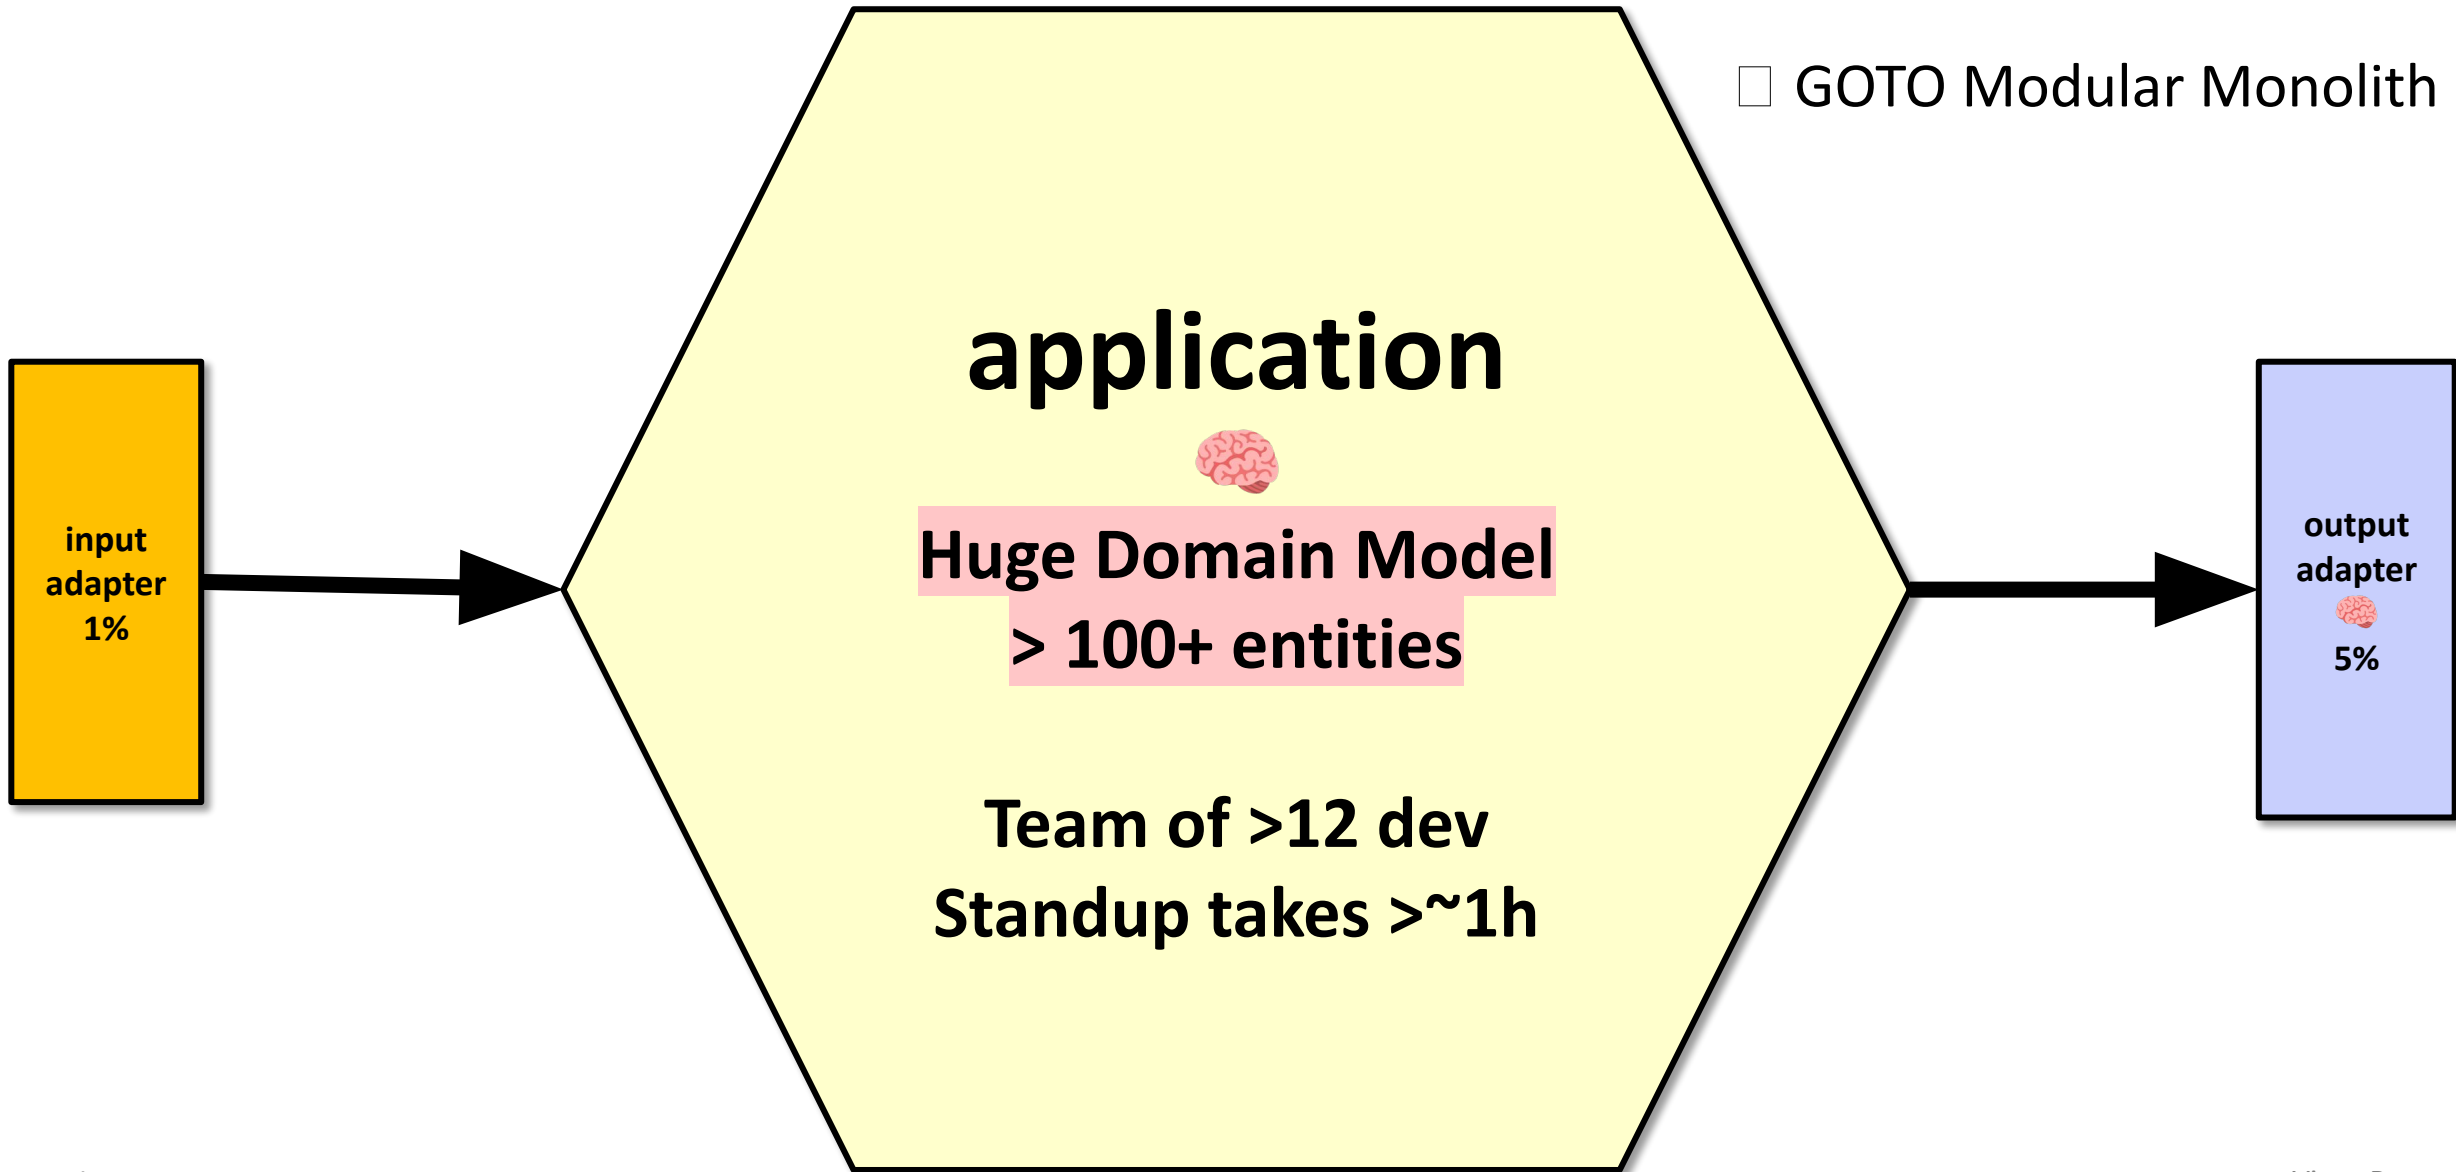 GOTO Modular Monolith
application
Huge Domain Model
> 100+ entities
Team of >12 dev
Standup takes >~1h
input
adapter
1%
output
adapter
5%